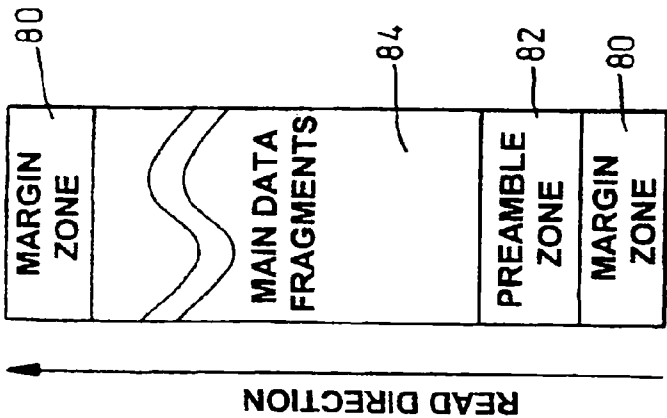 80
MARGIN
ZONE
MAIN DATA
FRAGMENTS
84
PREAMBLE
ZONE
82
MARGIN
ZONE
80
READ DIRECTION